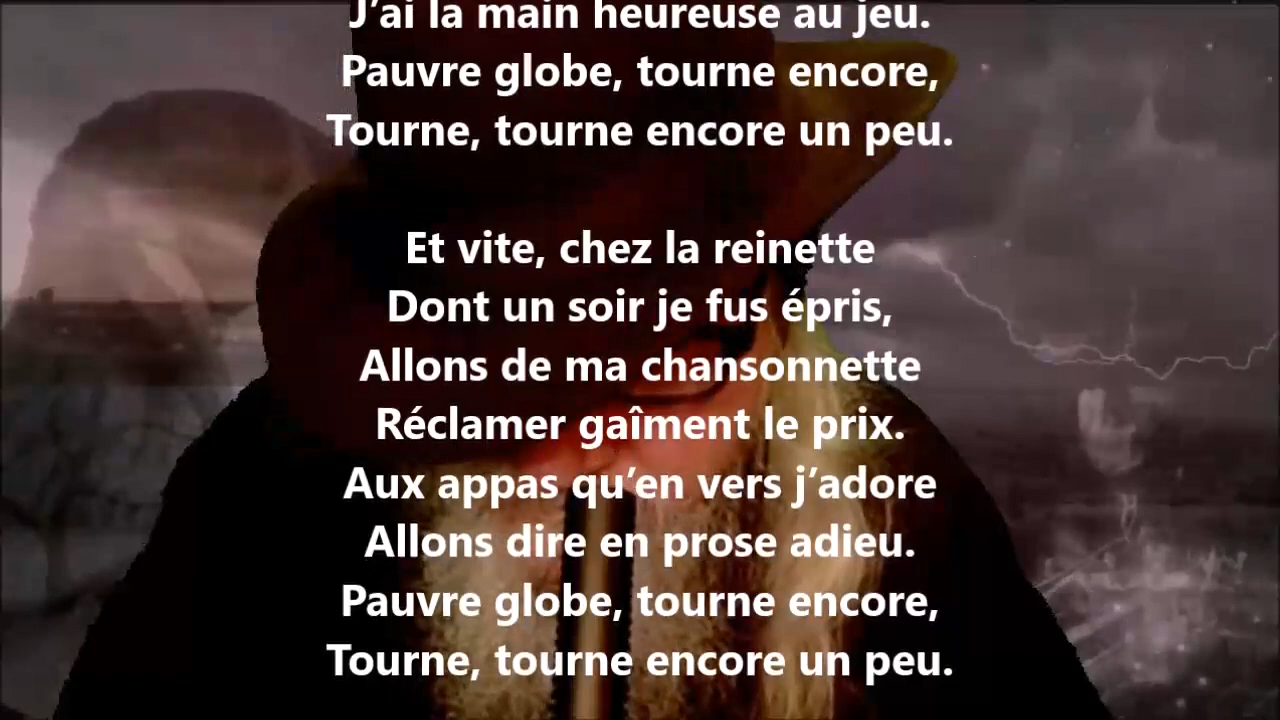 J’ai la main heureuse au jeu.
Pauvre globe, tourne encore,
Tourne, tourne encore un peu.
Et vite, chez la reinette
Dont un soir je fus épris,
Allons de ma chansonnette
Réclamer gaîment le prix.
Aux appas qu’en vers j’adore
Allons dire en prose adieu.
Pauvre globe, tourne encore,
Tourne, tourne encore un peu.